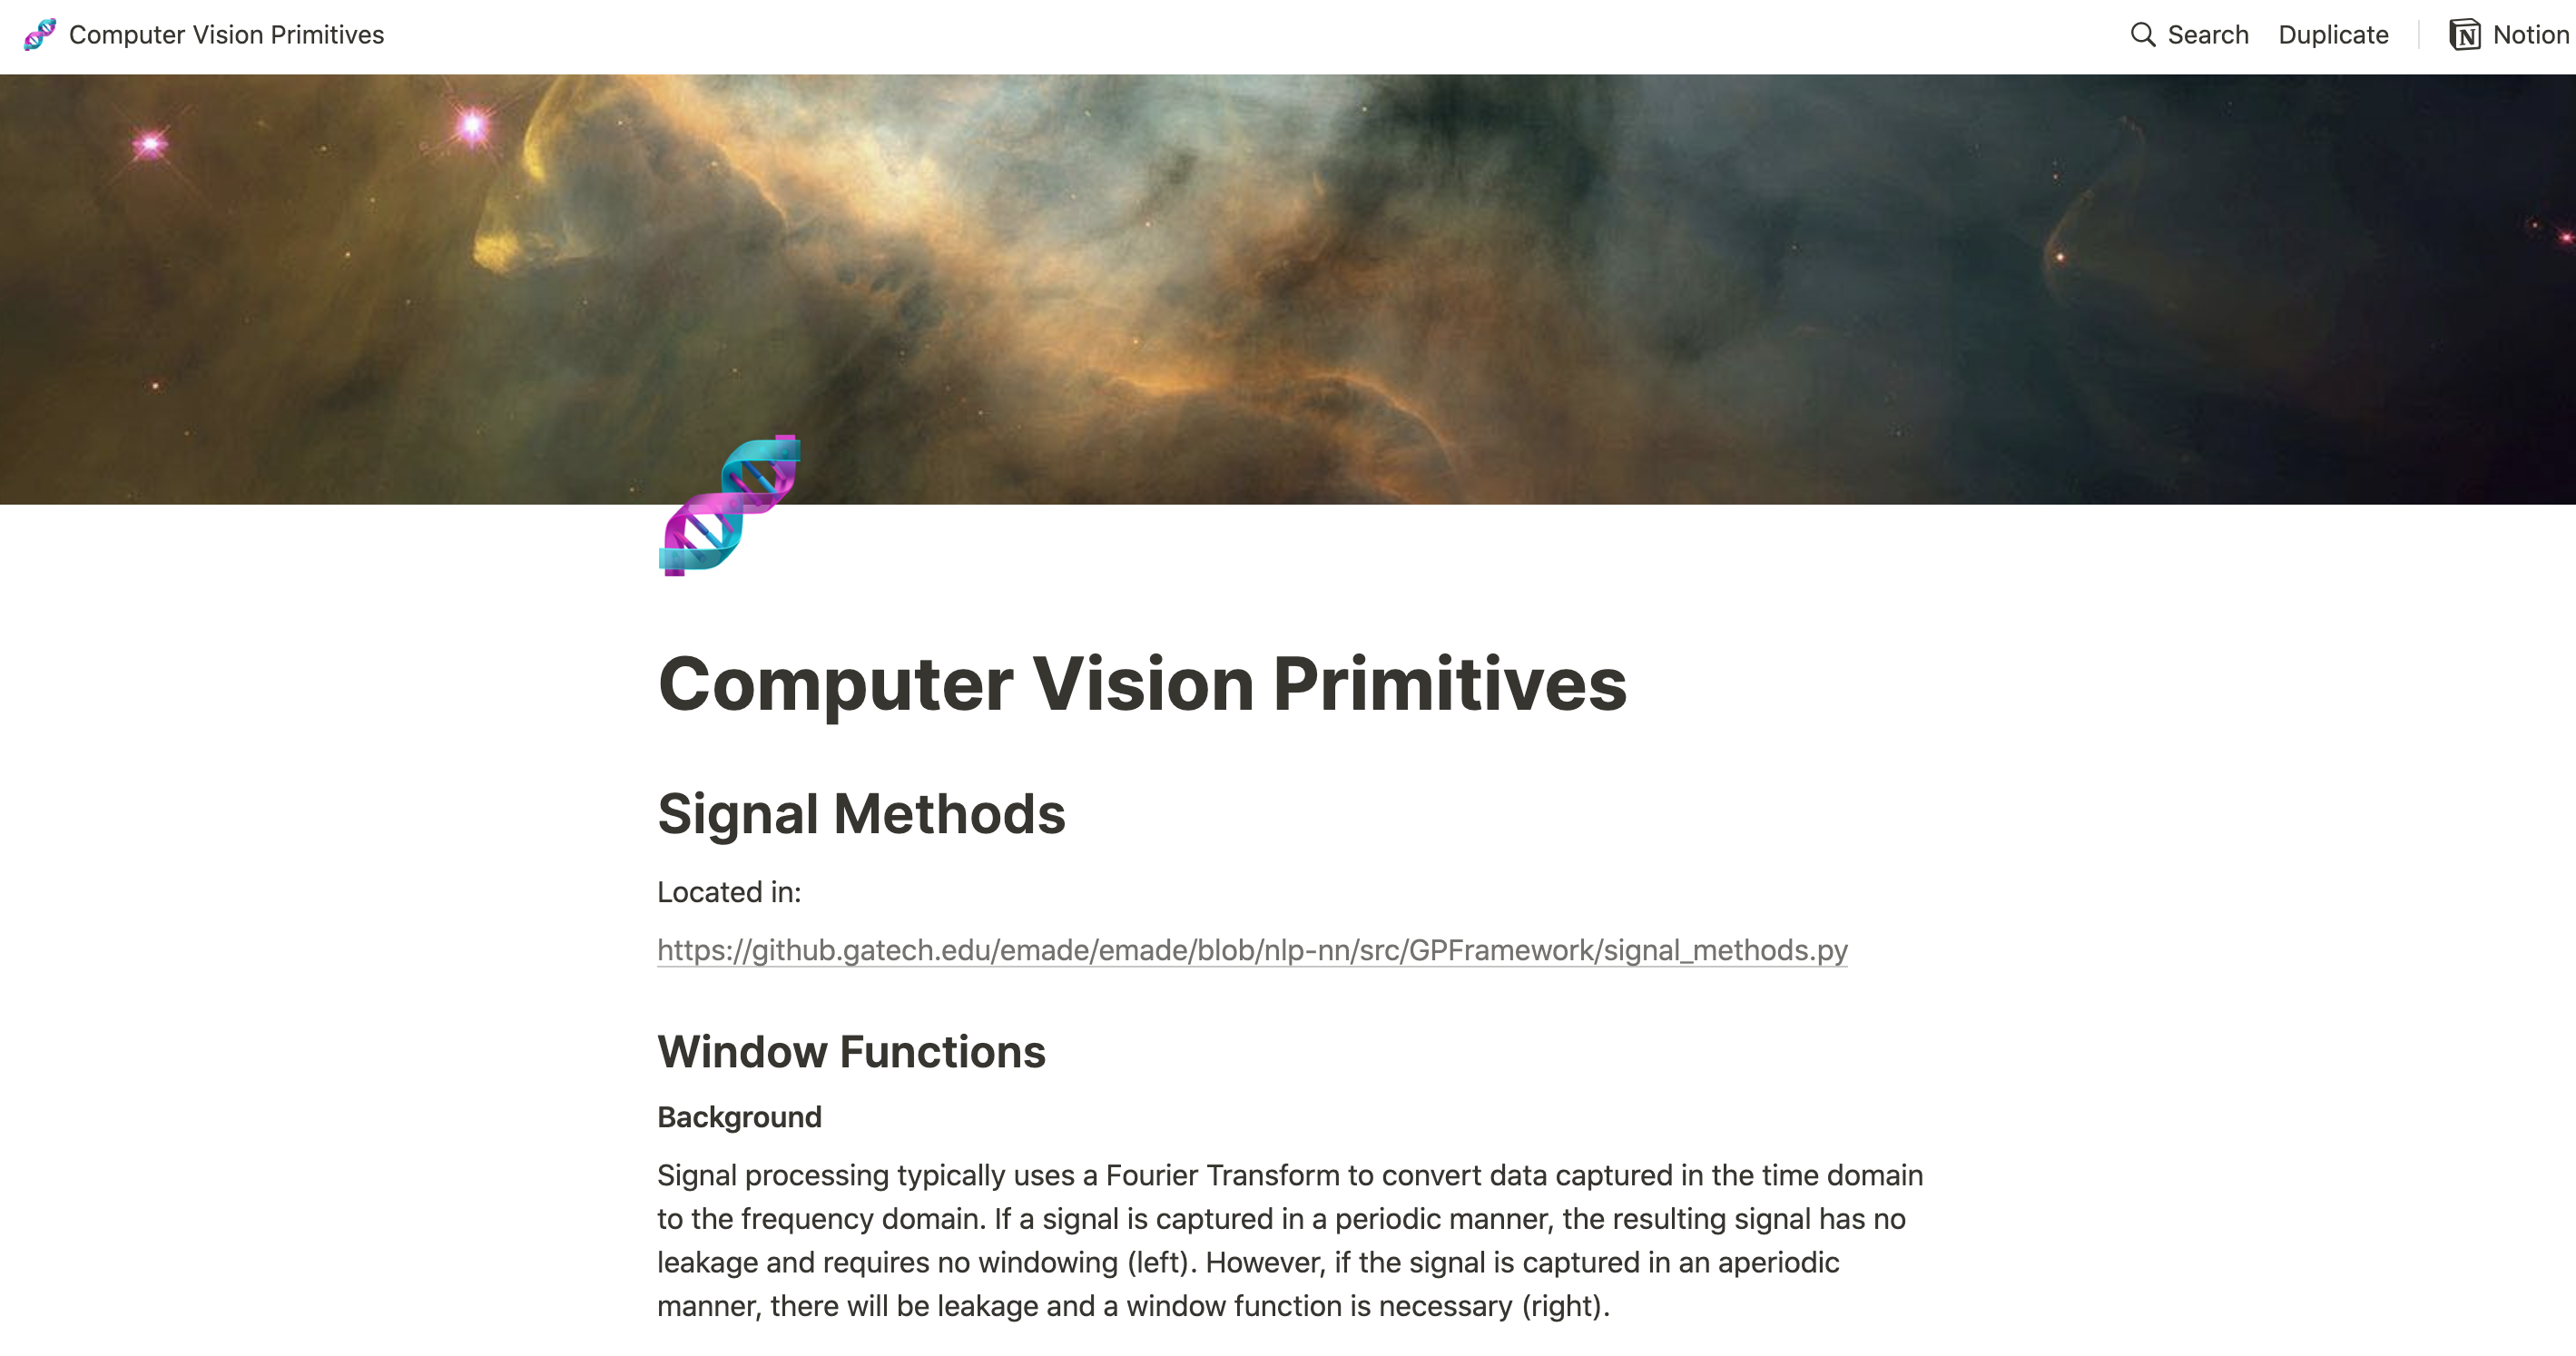 Computer Vision Primitives
Search Duplicate Notion
Computer Vision Primitives
Signal Methods
Located in:
https://github.gatech.edu/emade/emade/blob/nlp-nn/src/GPFramework/signal_methods.py
Window Functions
Background
Signal processing typically uses a Fourier Transform to convert data captured in the time domain
to the frequency domain. If a signal is captured in a periodic manner, the resulting signal has no
leakage and requires no windowing (left). However, if the signal is captured in an aperiodic
manner, there will be leakage and a window function is necessary (right).